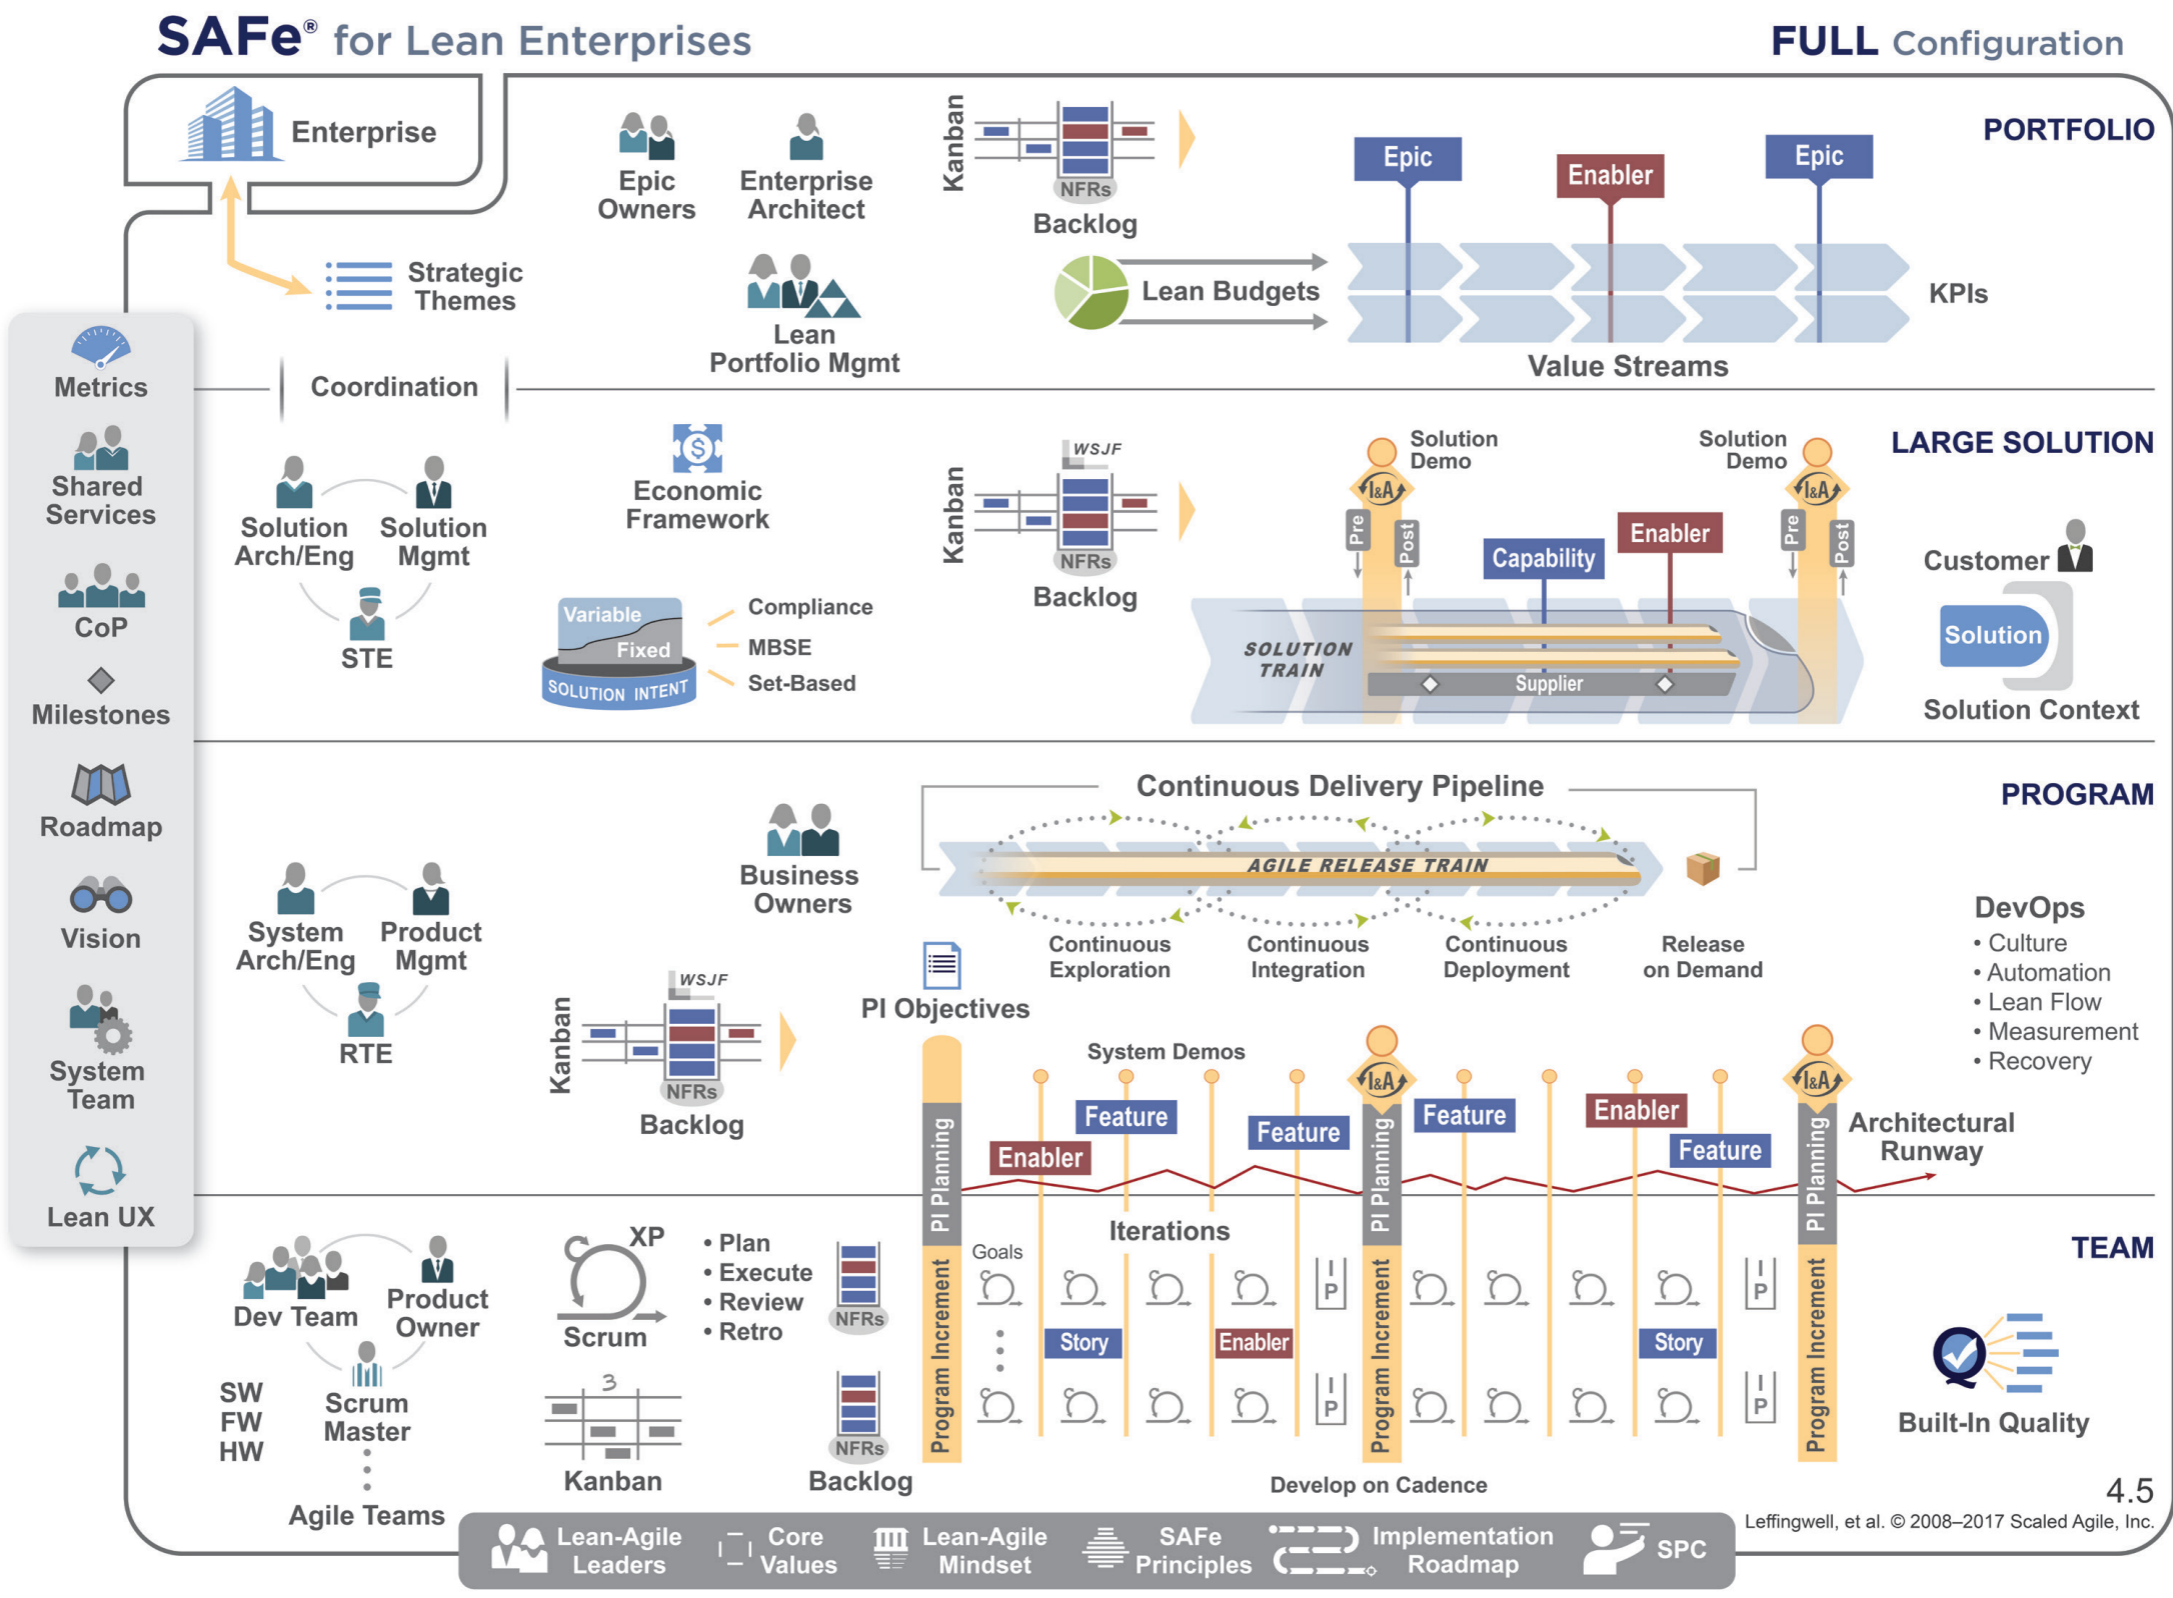 SAFe® for Lean Enterprises
FULL Configuration
Enterprise
Strategic
Themes
Epic
Owners
Enterprise
Architect
Lean
Portfolio Mgmt
Kanban
NFRs
Backlog
Lean Budgets
Epic
Enabler
Epic
Value Streams
KPIs
PORTFOLIO
Metrics
Shared
Services
CoP
Milestones
Roadmap
Vision
System
Team
Lean UX
Coordination
Solution
Arch/Eng
Solution
Mgmt
STE
Economic
Framework
Variable
Fixed
SOLUTION INTENT
Compliance
MBSE
Set-Based
Kanban
WSJF
NFRs
Backlog
Solution
Demo
I&A
Pre
Post
Capability
Enabler
Solution
Demo
I&A
Pre
Post
SOLUTION
TRAIN
Supplier
LARGE SOLUTION
Customer
Solution
Solution Context
System
Arch/Eng
Product
Mgmt
RTE
Business
Owners
Kanban
WSJF
NFRs
Backlog
PI Objectives
Continuous Delivery Pipeline
AGILE RELEASE TRAIN
Continuous
Exploration
Continuous
Integration
Continuous
Deployment
Release
on Demand
PROGRAM
DevOps
• Culture
• Automation
• Lean Flow
• Measurement
• Recovery
System Demos
Enabler
Feature
Feature
I&A
Feature
Enabler
Feature
I&A
Architectural
Runway
PI Planning
PI Planning
PI Planning
Dev Team
Product
Owner
Scrum
Master
SW
FW
HW
Agile Teams
XP
Scrum
• Plan
• Execute
• Review
• Retro
3
Kanban
NFRs
NFRs
Backlog
Program Increment
Goals
Iterations
Story
Enabler
I
P
I
P
Program Increment
Story
I
P
I
P
Program Increment
Develop on Cadence
TEAM
Built-In Quality
4.5
Leffingwell, et al. © 2008–2017 Scaled Agile, Inc.
Lean-Agile
Leaders
Core
Values
Lean-Agile
Mindset
SAFe
Principles
Implementation
Roadmap
SPC